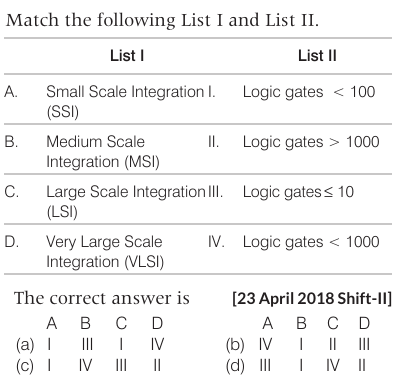 Match the following List I and List II.
List I List II
A. Small Scale Integration I. Logic gates < 100
(SSI)
B. Medium Scale II. Logic gates > 1000
Integration (MSI)
C. Large Scale Integration III. Logic gates ≤ 10
(LSI)
D. Very Large Scale IV. Logic gates < 1000
Integration (VLSI)
The correct answer is [23 April 2018 Shift-II]
A B C D A B C D
(a) I III I IV (b) IV I II III
(c) I IV III II (d) III I IV II